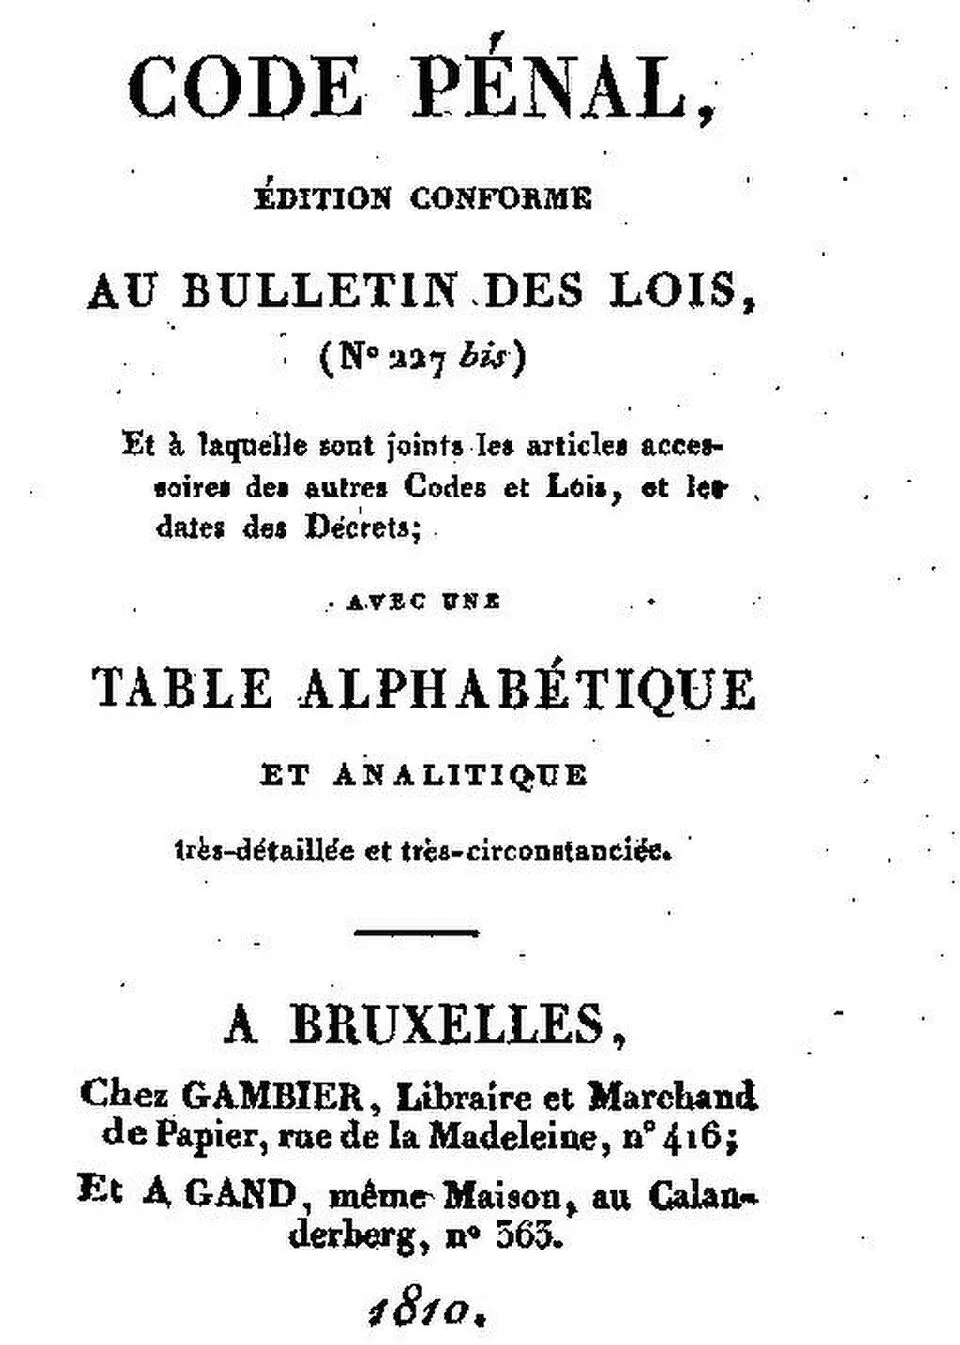 CODE PÉNAL,
ÉDITION CONFORME
AU BULLETIN DES LOIS,
(Nº 227 bis)
Et à laquelle sont joints les articles acces-
soires des autres Codes et Lois, et les
dates des Décrets;
AVEC UNE
TABLE ALPHABÉTIQUE
ET ANALITIQUE
très-détaillée et très-circonstanciée.
A BRUXELLES,
Chez GAMBIER, Libraire et Marchand
de Papier, rue de la Madeleine, nº 416;
Et A GAND, même Maison, au Calan-
derberg, nº 363.
1810.